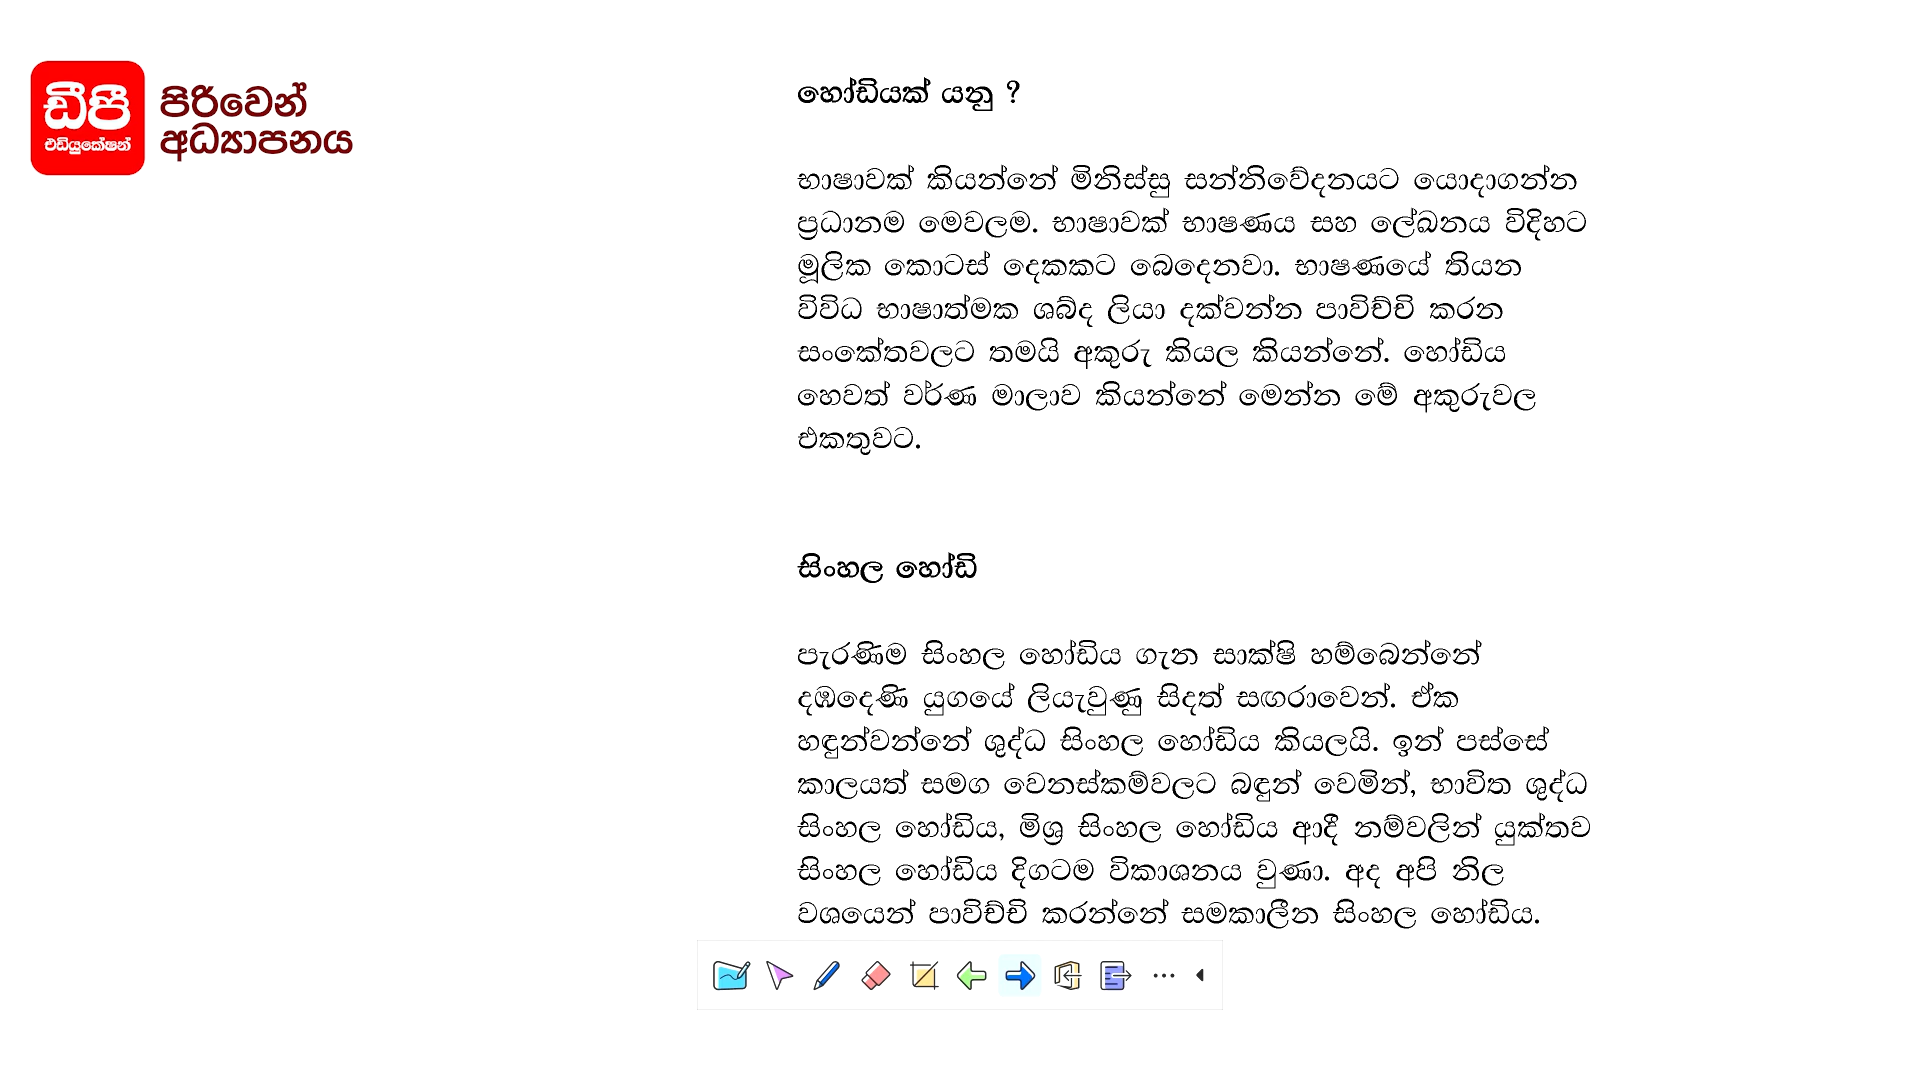 ඩීපී
එඩියුකේෂන්
පිරිවෙන්
අධ්‍යාපනය
හෝඩියක් යනු ?
භාෂාවක් කියන්නේ මිනිස්සු සන්නිවේදනයට යොදාගන්න
ප්‍රධානම මෙවලම. භාෂාවක් භාෂණය සහ ලේඛනය විදිහට
මූලික කොටස් දෙකකට බෙදෙනවා. භාෂණයේ තියන
විවිධ භාෂාත්මක ශබ්ද ලියා දක්වන්න පාවිච්චි කරන
සංකේතවලට තමයි අකුරු කියල කියන්නේ. හෝඩිය
හෙවත් වර්ණ මාලාව කියන්නේ මෙන්න මේ අකුරුවල
එකතුවට.
සිංහල හෝඩි
පැරණිම සිංහල හෝඩිය ගැන සාක්ෂි හම්බෙන්නේ
දඹදෙණි යුගයේ ලියැවුණු සිදත් සඟරාවෙන්. ඒක
හඳුන්වන්නේ ශුද්ධ සිංහල හෝඩිය කියලයි. ඉන් පස්සේ
කාලයත් සමග වෙනස්කම්වලට බඳුන් වෙමින්, භාවිත ශුද්ධ
සිංහල හෝඩිය, මිශ්‍ර සිංහල හෝඩිය ආදී නම්වලින් යුක්තව
සිංහල හෝඩිය දිගටම විකාශනය වුණා. අද අපි නිල
වශයෙන් පාවිච්චි කරන්නේ සමකාලීන සිංහල හෝඩිය.